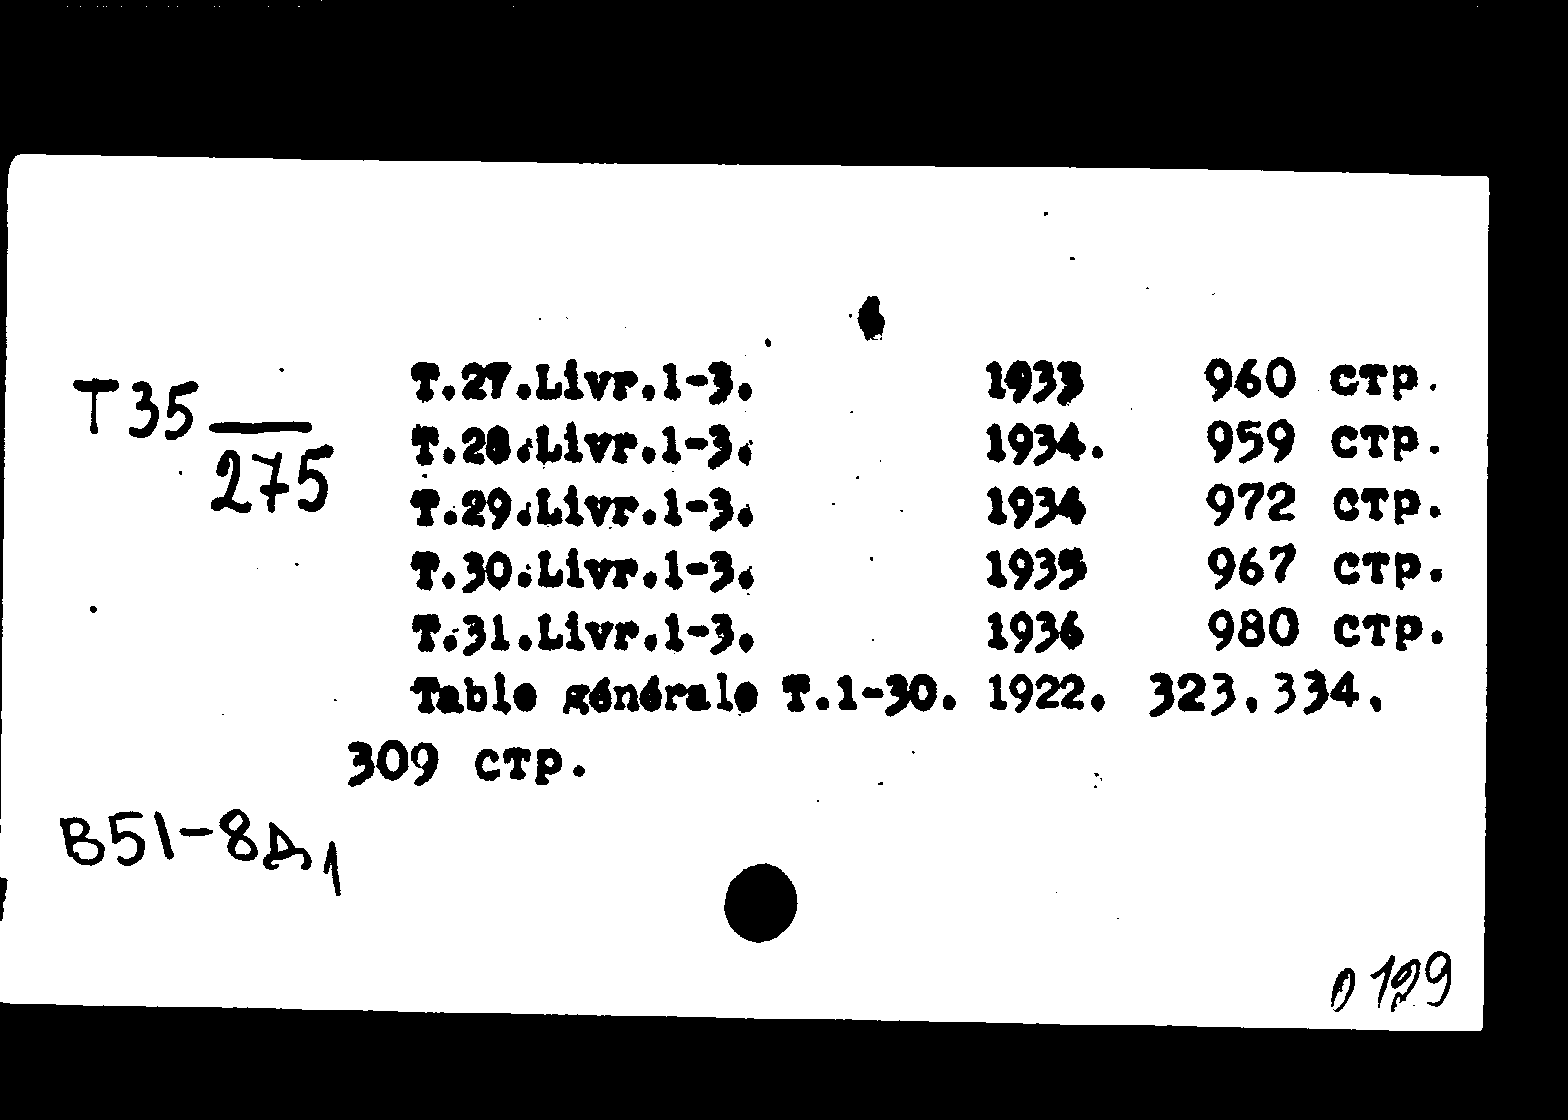 T35
275
T.27.Livr.1-3. 1933 960 стр.
T.28.Livr.1-3. 1934. 959 стр.
T.29.Livr.1-3. 1934 972 стр.
T.30.Livr.1-3. 1935 967 стр.
T.31.Livr.1-3. 1936 980 стр.
Table générale T.1-30. 1922. 323,334,
309 стр.
B51-8д1
0129